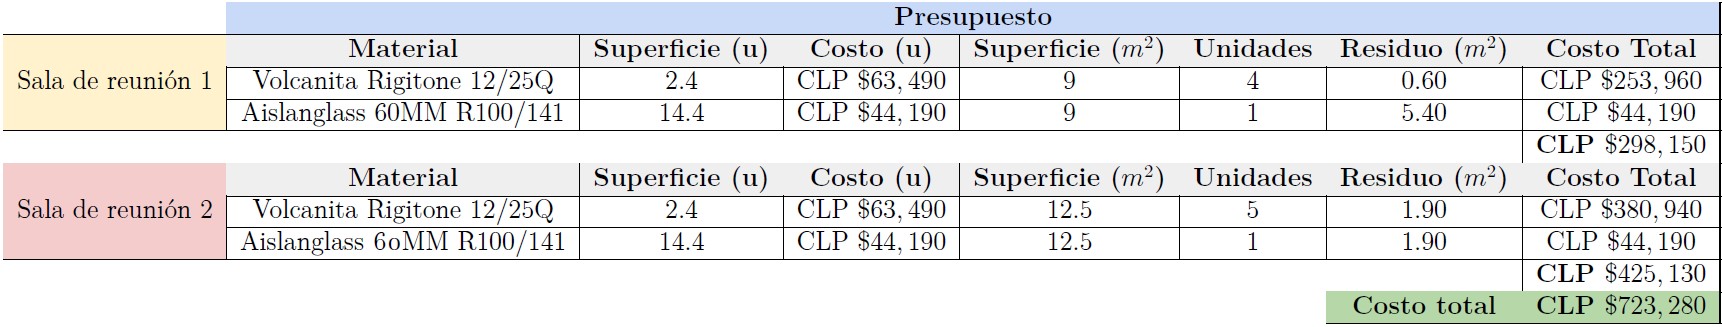 Presupuesto
Material Superficie (u) Costo (u) Superficie (m²) Unidades Residuo (m²) Costo Total
Sala de reunión 1 Volcanita Rigitone 12/25Q 2.4 CLP $63,490 9 4 0.60 CLP $253,960
Aislanglass 60MM R100/141 14.4 CLP $44,190 9 1 5.40 CLP $44,190
CLP $298,150
Material Superficie (u) Costo (u) Superficie (m²) Unidades Residuo (m²) Costo Total
Sala de reunión 2 Volcanita Rigitone 12/25Q 2.4 CLP $63,490 12.5 5 1.90 CLP $380,940
Aislanglass 6oMM R100/141 14.4 CLP $44,190 12.5 1 1.90 CLP $44,190
CLP $425,130
Costo total CLP $723,280